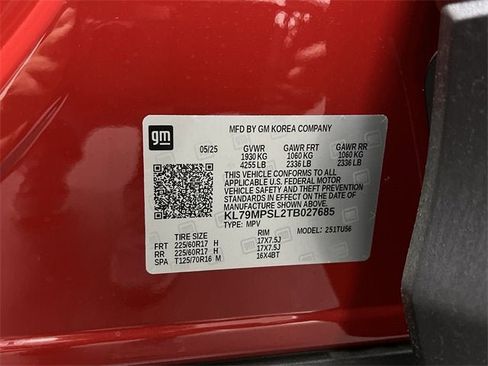 gm
MFD BY GM KOREA COMPANY
05/25 GVWR GAWR FRT GAWR RR
1930 KG 1060 KG 1060 KG
4255 LB 2336 LB 2336 LB
THIS VEHICLE CONFORMS TO ALL APPLICABLE
U.S. FEDERAL MOTOR VEHICLE SAFETY, BUMPER,
AND THEFT PREVENTION STANDARDS
IN EFFECT ON THE DATE OF
MANUFACTURE SHOWN ABOVE.
KL79MPSL2TB027685
TYPE: MPV MODEL: 251TU56
TIRE SIZE RIM
FRT 225/60R17 H 17X7.5J
RR 225/60R17 H 17X7.5J
SPA T125/70R16 M 16X4BT